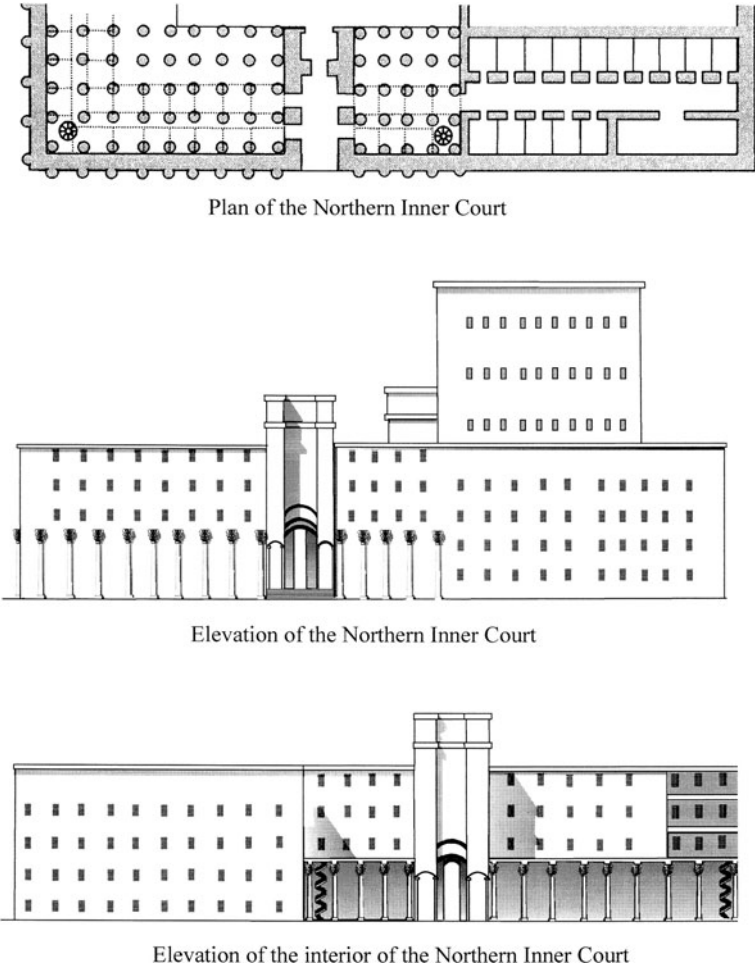 Plan of the Northern Inner Court
Elevation of the Northern Inner Court
Elevation of the interior of the Northern Inner Court